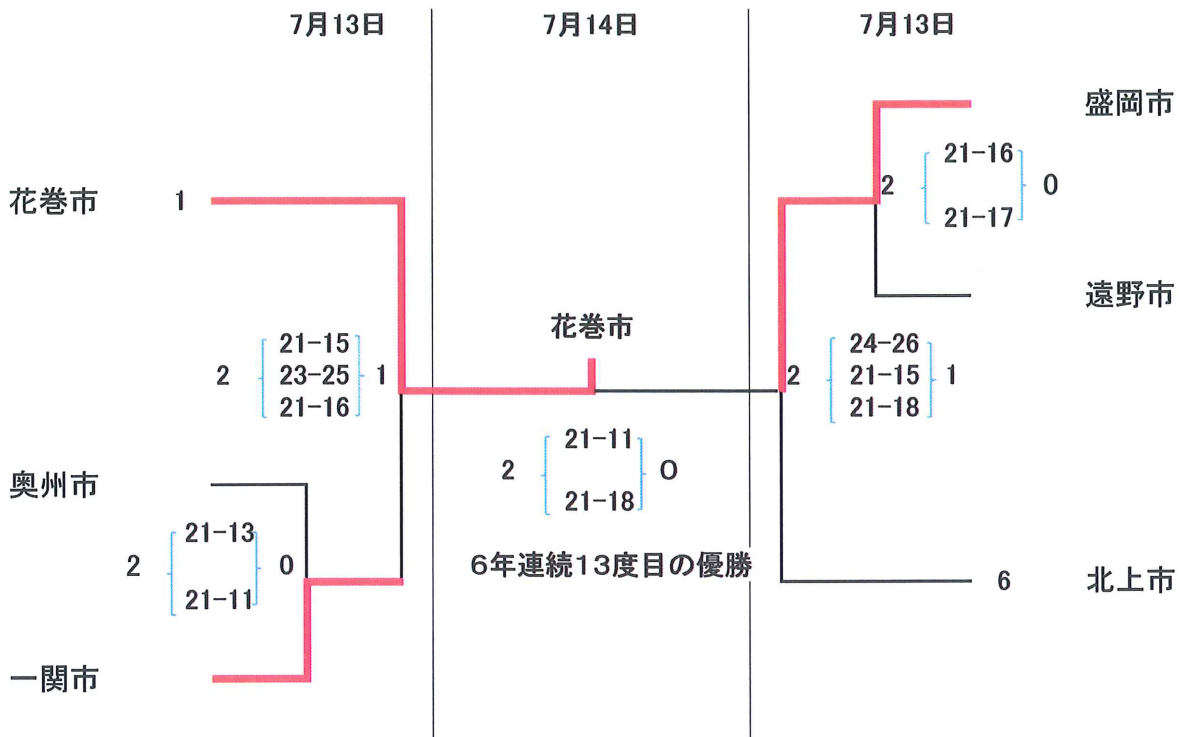 7月13日
7月14日
7月13日
盛岡市
21-16
2
0
21-17
花巻市 1
遠野市
花巻市
21-15
2 23-25 1
21-16
24-26
2 21-15 1
21-18
21-11
2 0
21-18
奥州市
21-13
2 0
21-11
6年連続13度目の優勝
6 北上市
一関市